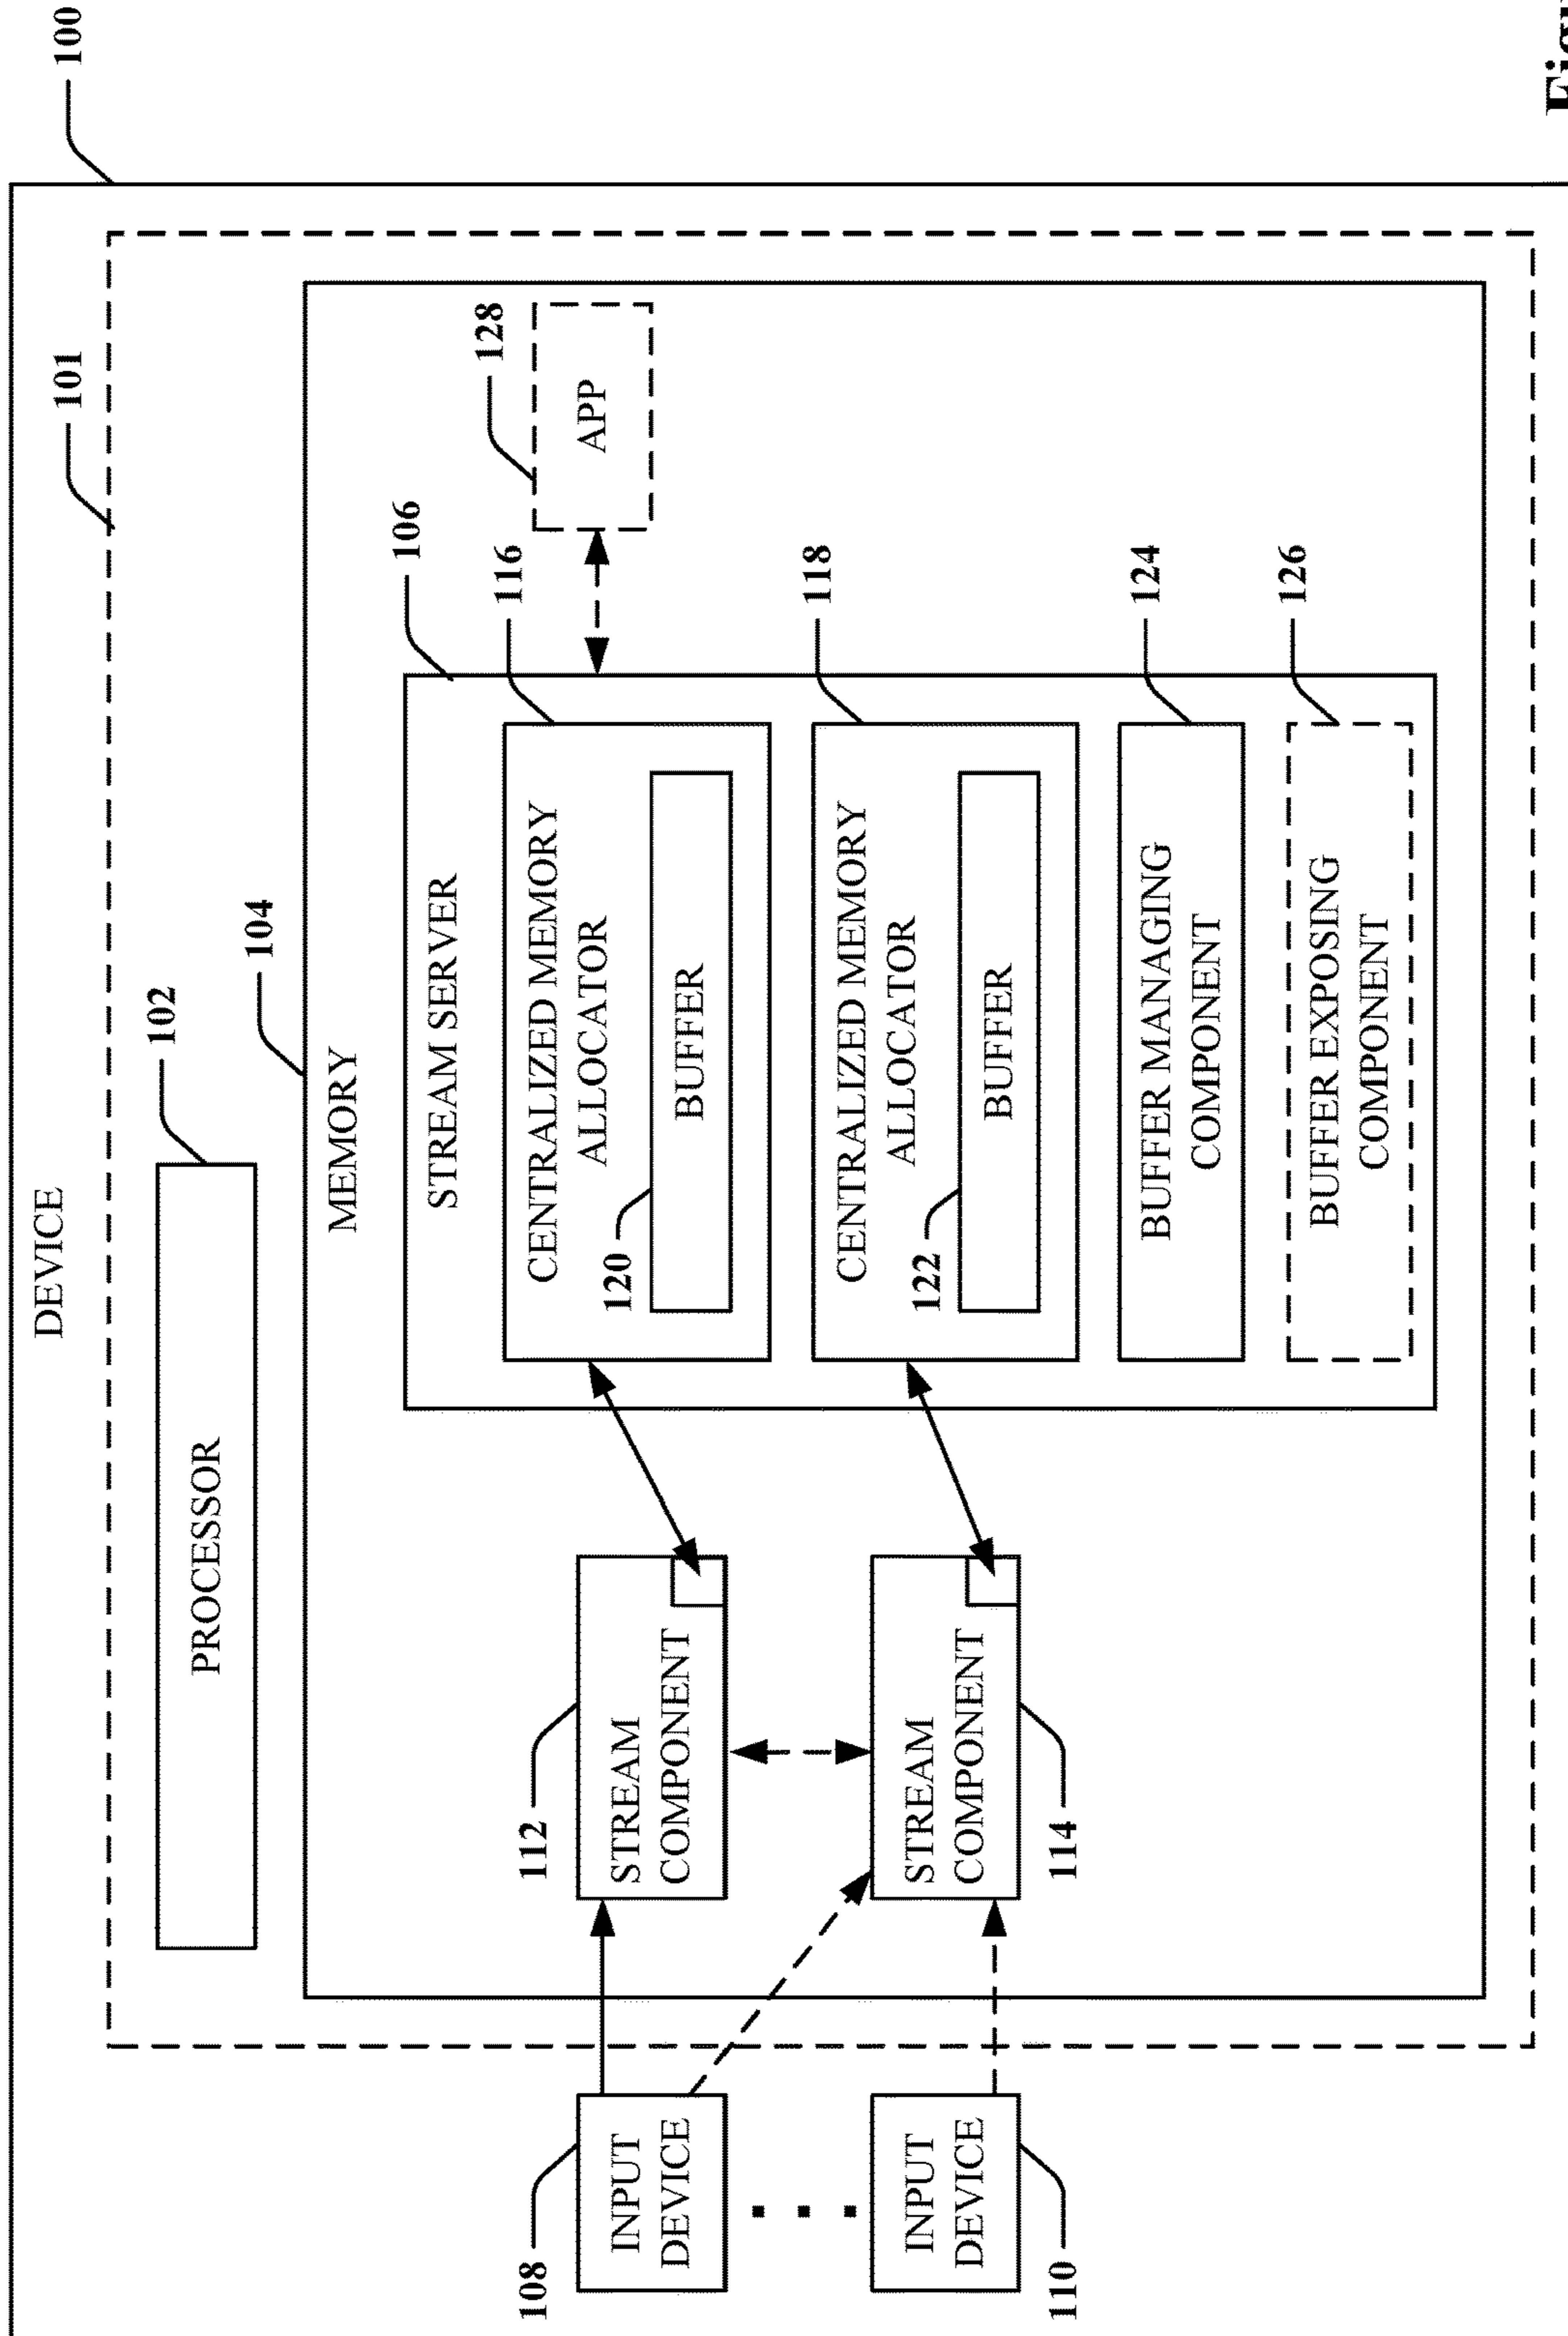 DEVICE
100
101
102
PROCESSOR
104
MEMORY
106
STREAM SERVER
128
APP
108
INPUT
DEVICE
112
STREAM
COMPONENT
116
CENTRALIZED MEMORY
ALLOCATOR
120
BUFFER
118
CENTRALIZED MEMORY
ALLOCATOR
122
BUFFER
INPUT
DEVICE
110
STREAM
COMPONENT
114
124
BUFFER MANAGING
COMPONENT
126
BUFFER EXPOSING
COMPONENT